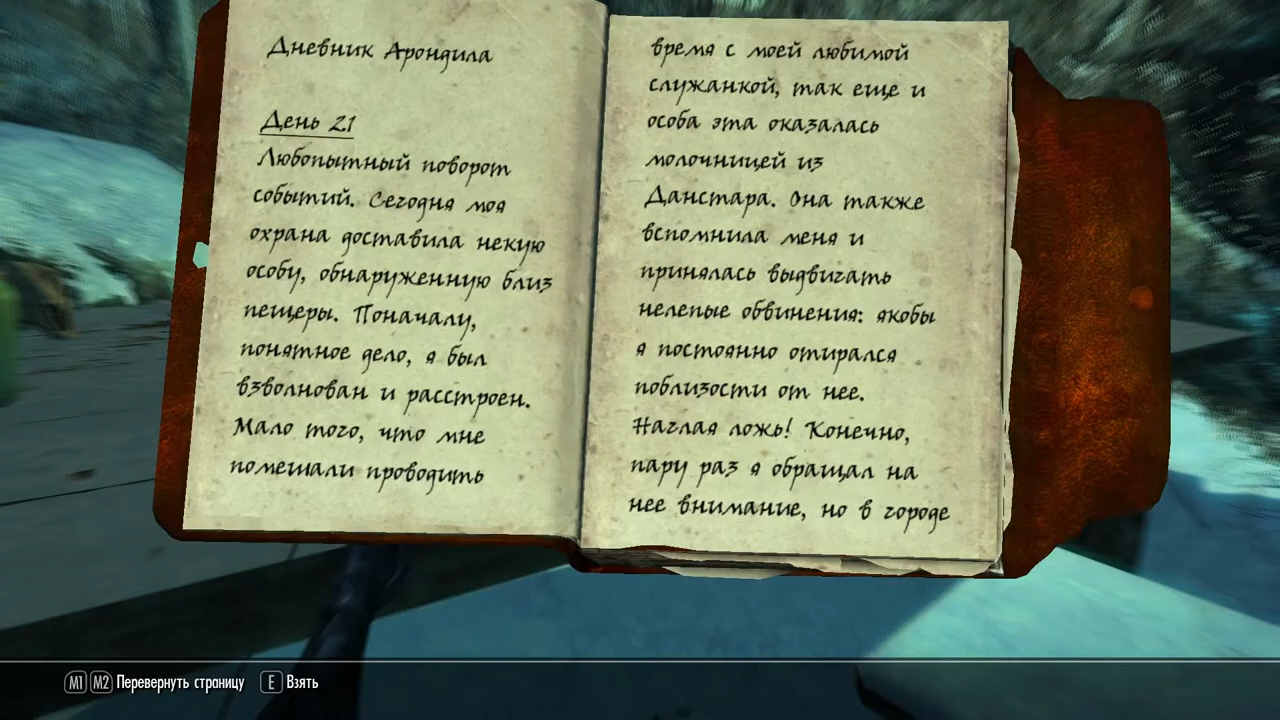 Дневник Арондила
День 21
Любопытный поворот
событий. Сегодня моя
охрана доставила некую
особу, обнаруженную близ
пещеры. Поначалу,
понятное дело, я был
взволнован и расстроен.
Мало того, что мне
помешали проводить
время с моей любимой
служанкой, так еще и
особа эта оказалась
молочницей из
Данстара. Она также
вспомнила меня и
принялась выдвигать
нелепые обвинения: якобы
я постоянно отирался
поблизости от нее.
Наглая ложь! Конечно,
пару раз я обращал на
нее внимание, но в городе
M1 M2 Перевернуть страницу E Взять